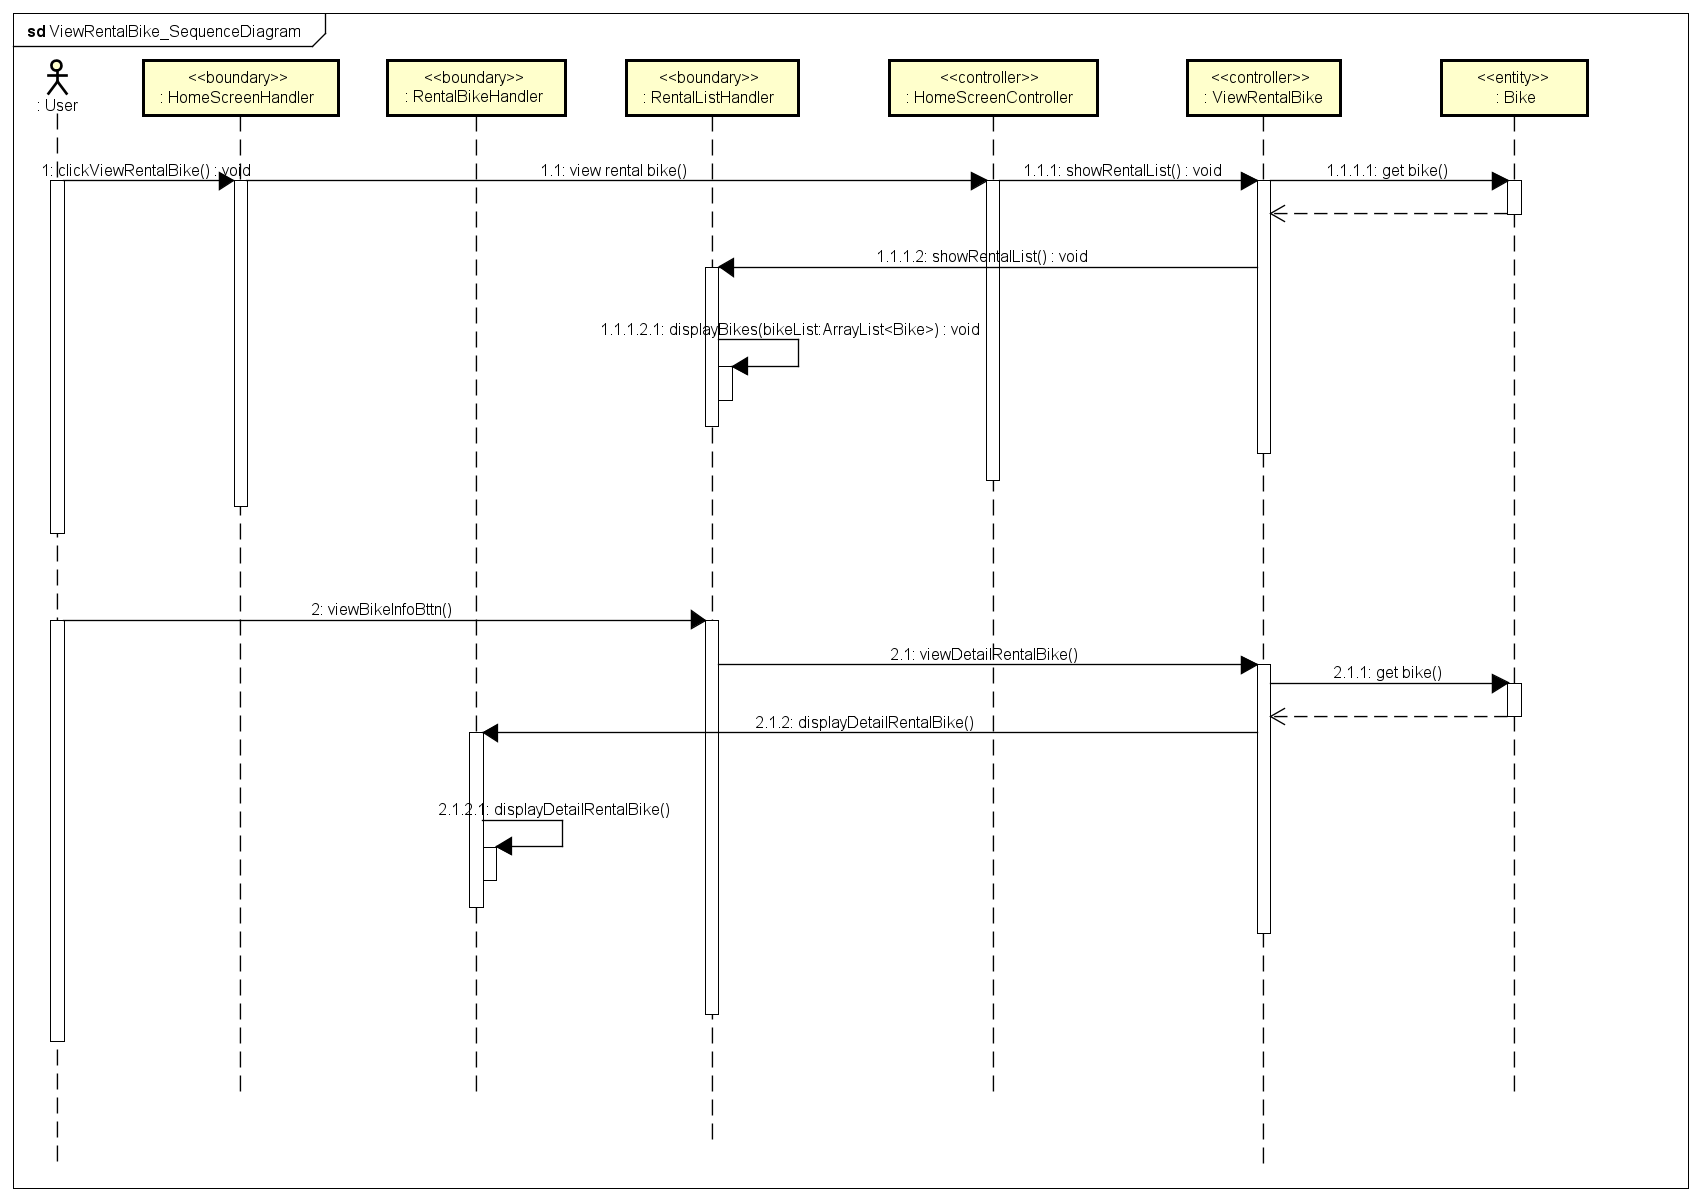 sd ViewRentalBike_SequenceDiagram
: User
<<boundary>>
: HomeScreenHandler
<<boundary>>
: RentalBikeHandler
<<boundary>>
: RentalListHandler
<<controller>>
: HomeScreenController
<<controller>>
: ViewRentalBike
<<entity>>
: Bike
1: clickViewRentalBike() : void
1.1: view rental bike()
1.1.1: showRentalList() : void
1.1.1.1: get bike()
1.1.1.2: showRentalList() : void
1.1.1.2.1: displayBikes(bikeList:ArrayList<Bike>) : void
2: viewBikeInfoBttn()
2.1: viewDetailRentalBike()
2.1.1: get bike()
2.1.2: displayDetailRentalBike()
2.1.2.1: displayDetailRentalBike()